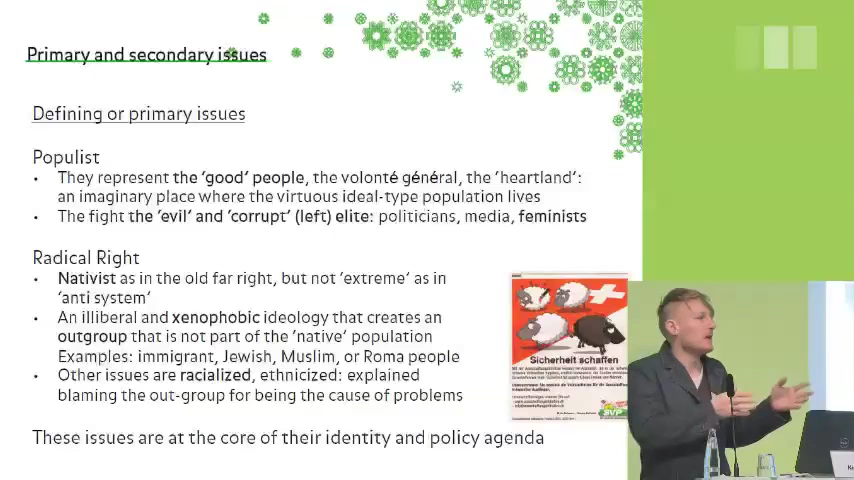 Primary and secondary issues
Defining or primary issues
Populist
• They represent the ‘good’ people, the volonté général, the ‘heartland’:
an imaginary place where the virtuous ideal-type population lives
• The fight the ‘evil’ and ‘corrupt’ (left) elite: politicians, media, feminists
Radical Right
• Nativist as in the old far right, but not ‘extreme’ as in
‘anti system’
• An illiberal and xenophobic ideology that creates an
outgroup that is not part of the ‘native’ population
Examples: immigrant, Jewish, Muslim, or Roma people
• Other issues are racialized, ethnicized: explained
blaming the out-group for being the cause of problems
These issues are at the core of their identity and policy agenda
Sicherheit schaffen
SVP
Ke